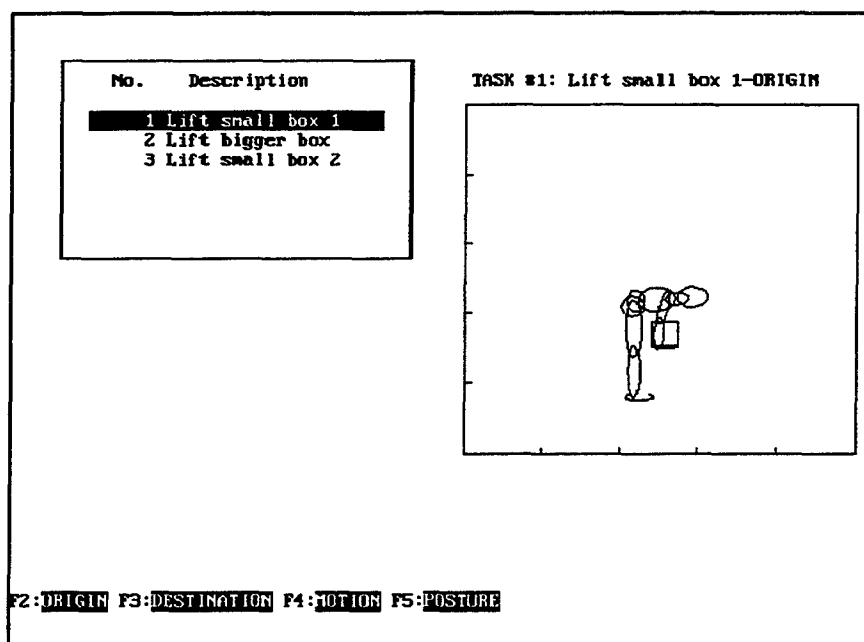 No. Description
1 Lift small box 1
2 Lift bigger box
3 Lift small box 2
TASK #1: Lift small box 1-ORIGIN
F2:ORIGIN F3:DESTINATION F4:MOTION F5:POSTURE